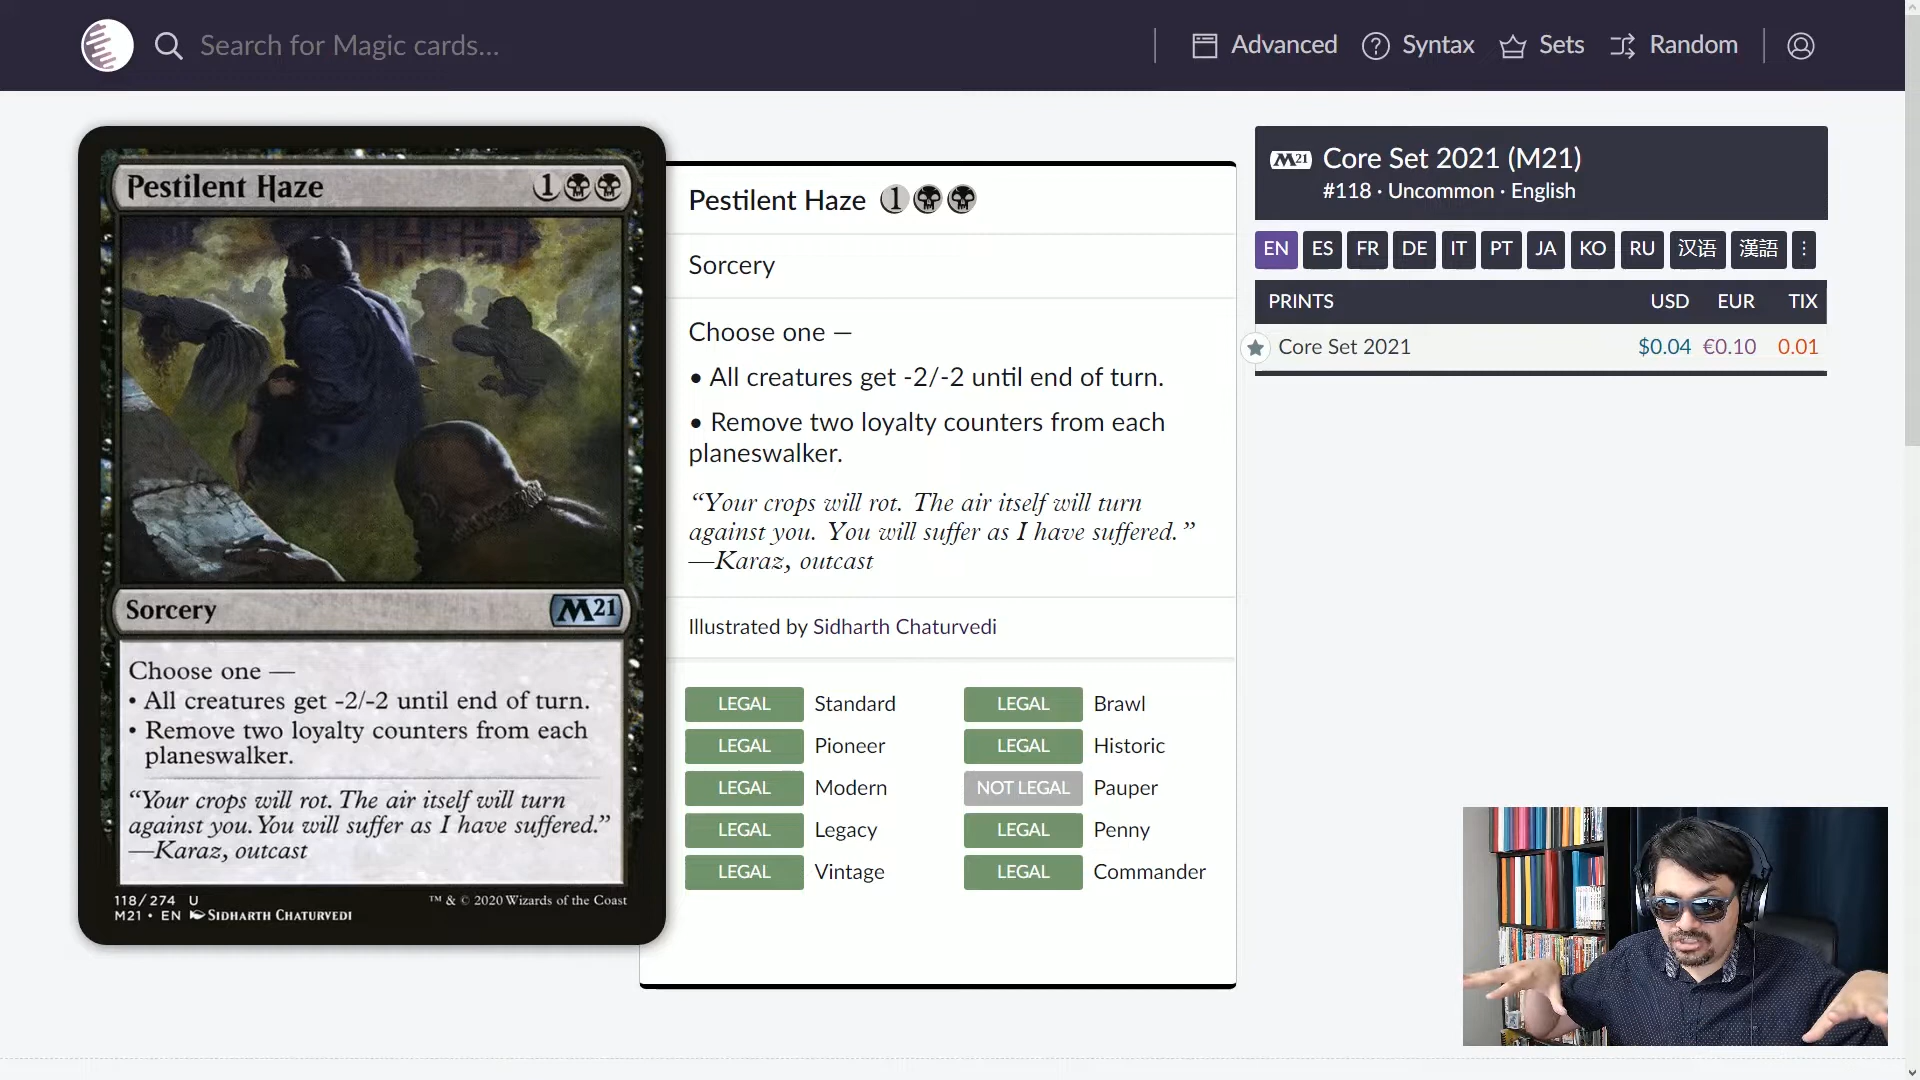 Search for Magic cards...
Advanced
Syntax
Sets
Random
Pestilent Haze 1
Sorcery
M21
Choose one —
• All creatures get -2/-2 until end of turn.
• Remove two loyalty counters from each
planeswalker.
“Your crops will rot. The air itself will turn
against you. You will suffer as I have suffered.”
—Karaz, outcast
118/274 U
M21 • EN SIDHARTH CHATURVEDI
™ & © 2020 Wizards of the Coast
Pestilent Haze 1
Sorcery
Choose one —
• All creatures get -2/-2 until end of turn.
• Remove two loyalty counters from each
planeswalker.
“Your crops will rot. The air itself will turn
against you. You will suffer as I have suffered.”
—Karaz, outcast
Illustrated by Sidharth Chaturvedi
LEGAL Standard LEGAL Brawl
LEGAL Pioneer LEGAL Historic
LEGAL Modern NOT LEGAL Pauper
LEGAL Legacy LEGAL Penny
LEGAL Vintage LEGAL Commander
M21 Core Set 2021 (M21)
#118 · Uncommon · English
EN ES FR DE IT PT JA KO RU 汉语 漢語
PRINTS USD EUR TIX
Core Set 2021 $0.04 €0.10 0.01